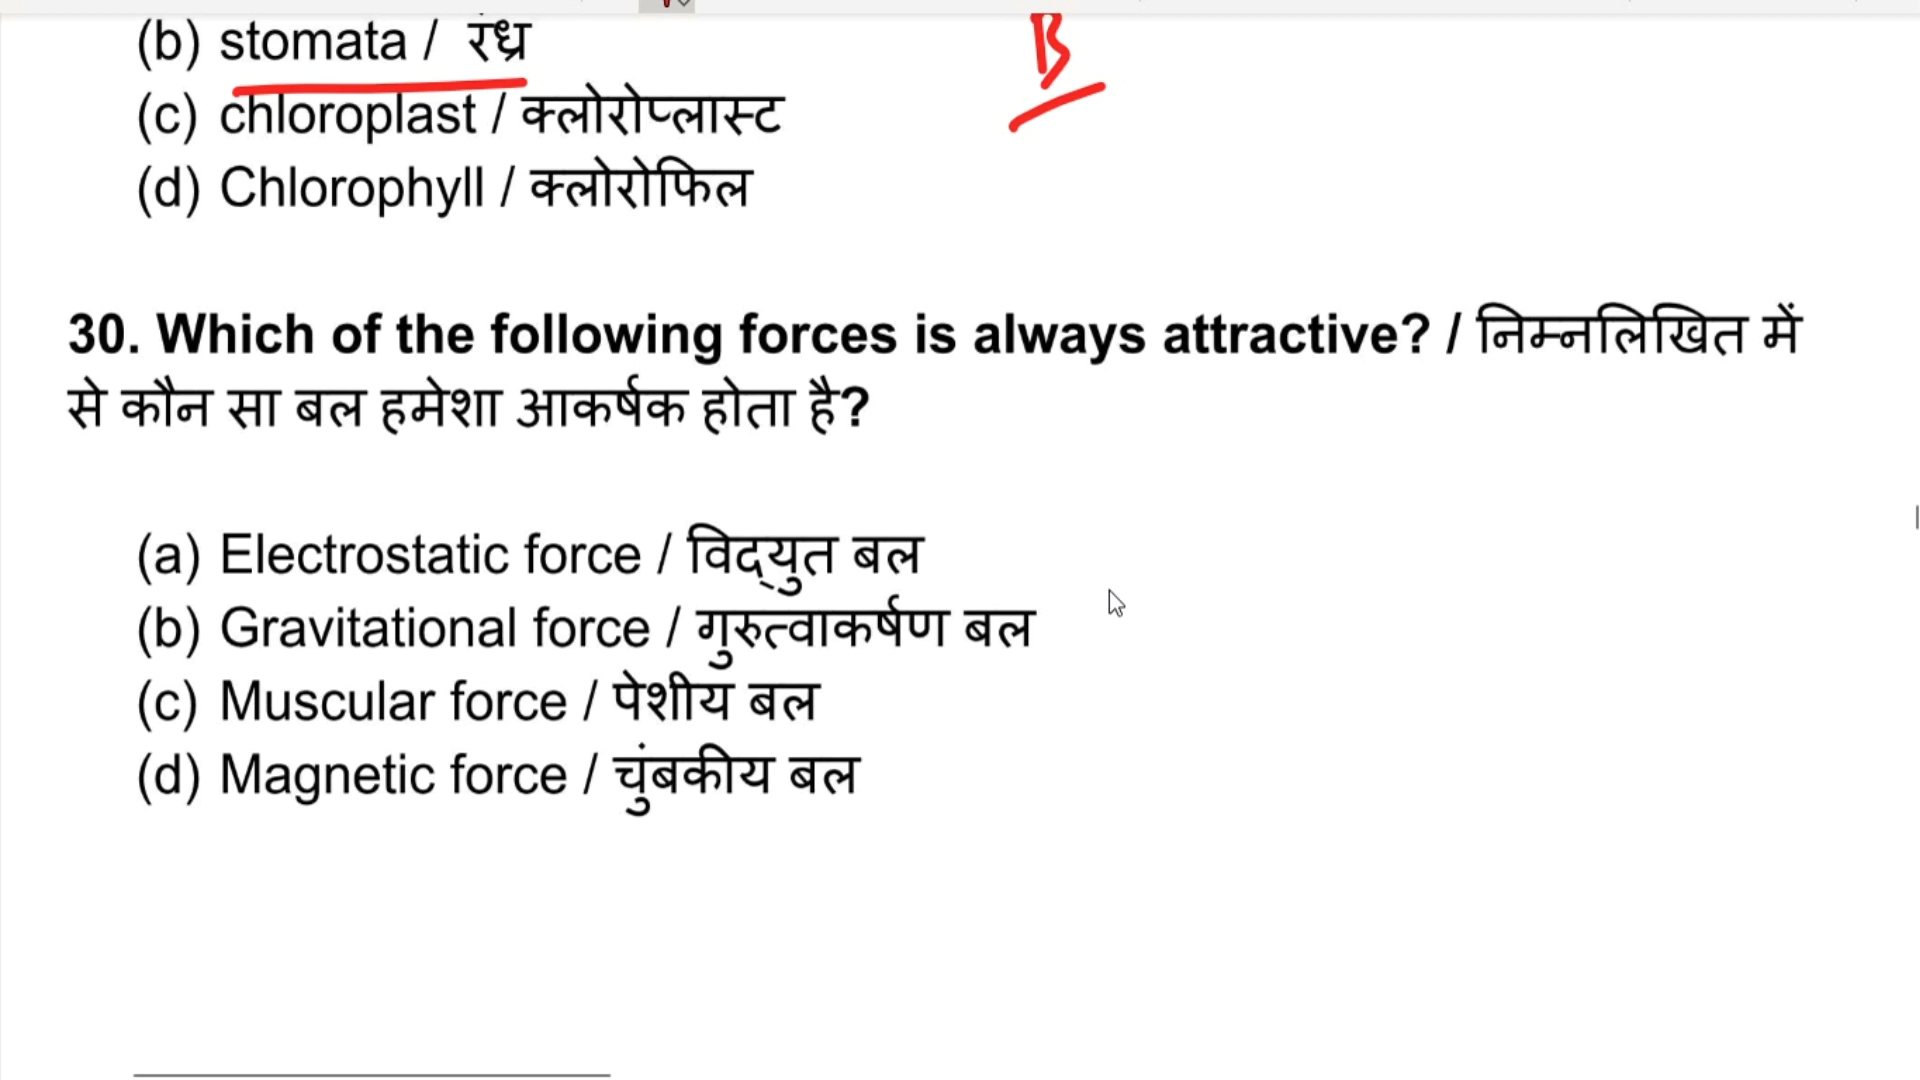 (b) stomata / रंध्र
B
(c) chloroplast / क्लोरोप्लास्ट
(d) Chlorophyll / क्लोरोफिल
30. Which of the following forces is always attractive? / निम्नलिखित में
से कौन सा बल हमेशा आकर्षक होता है?
(a) Electrostatic force / विद्युत बल
(b) Gravitational force / गुरुत्वाकर्षण बल
(c) Muscular force / पेशीय बल
(d) Magnetic force / चुंबकीय बल